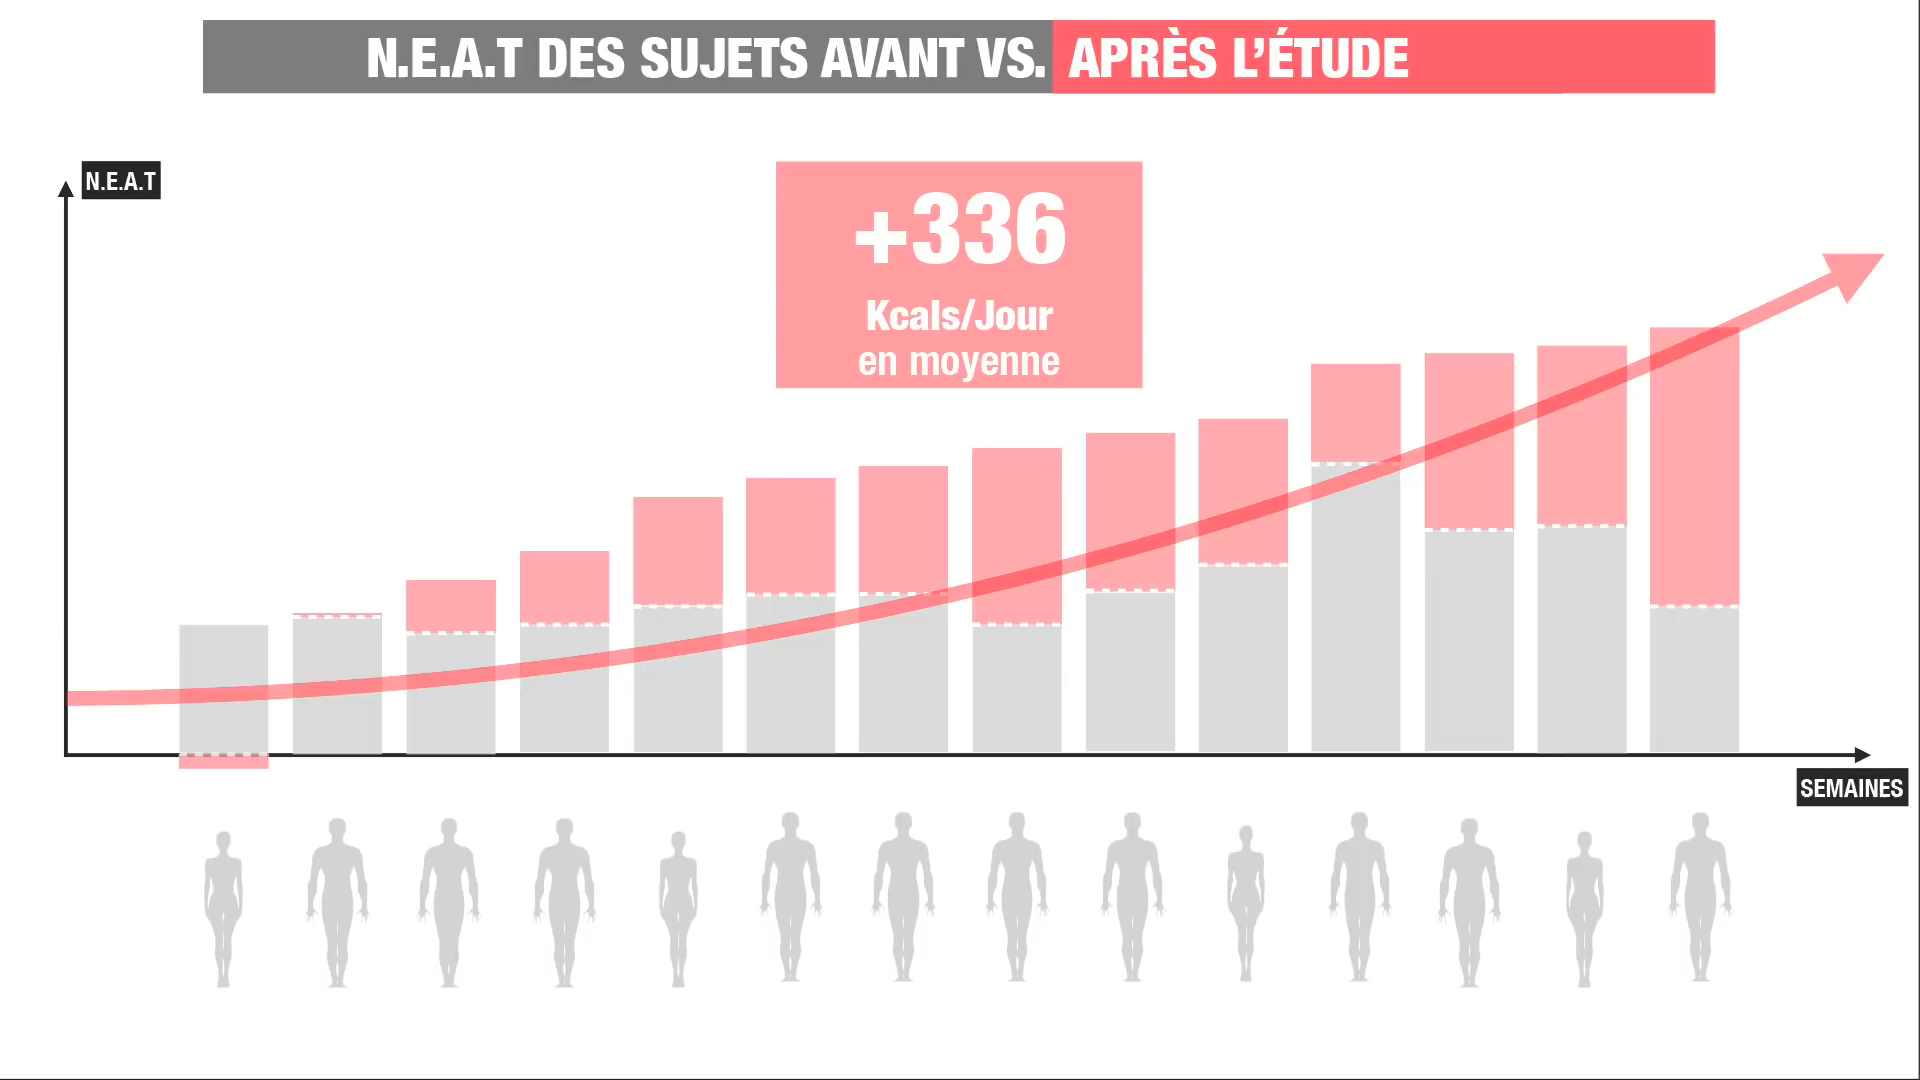 N.E.A.T DES SUJETS AVANT VS. APRÈS L'ÉTUDE
N.E.A.T
+336
Kcals/Jour
en moyenne
SEMAINES